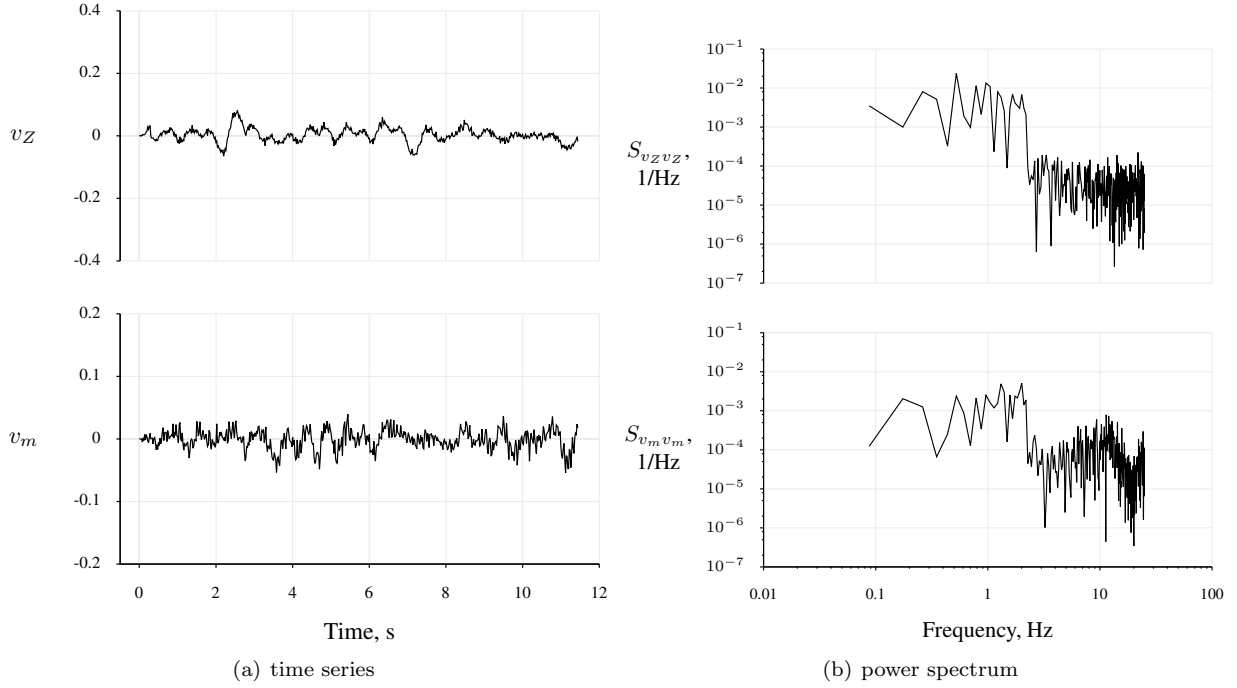 0.4
0.2
0
-0.2
-0.4
v_Z
0.2
0.1
0
-0.1
-0.2
v_m
0 2 4 6 8 10 12
Time, s
(a) time series
10^{-1}
10^{-2}
10^{-3}
10^{-4}
10^{-5}
10^{-6}
10^{-7}
S_{v_Z v_Z},
1/Hz
10^{-1}
10^{-2}
10^{-3}
10^{-4}
10^{-5}
10^{-6}
10^{-7}
S_{v_m v_m},
1/Hz
0.01 0.1 1 10 100
Frequency, Hz
(b) power spectrum